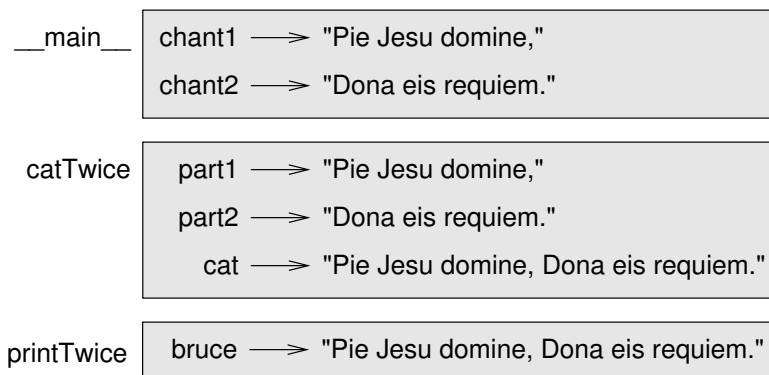 __main__ chant1 "Pie Jesu domine,"
chant2 "Dona eis requiem."
catTwice part1 "Pie Jesu domine,"
part2 "Dona eis requiem."
cat "Pie Jesu domine, Dona eis requiem."
printTwice bruce "Pie Jesu domine, Dona eis requiem."